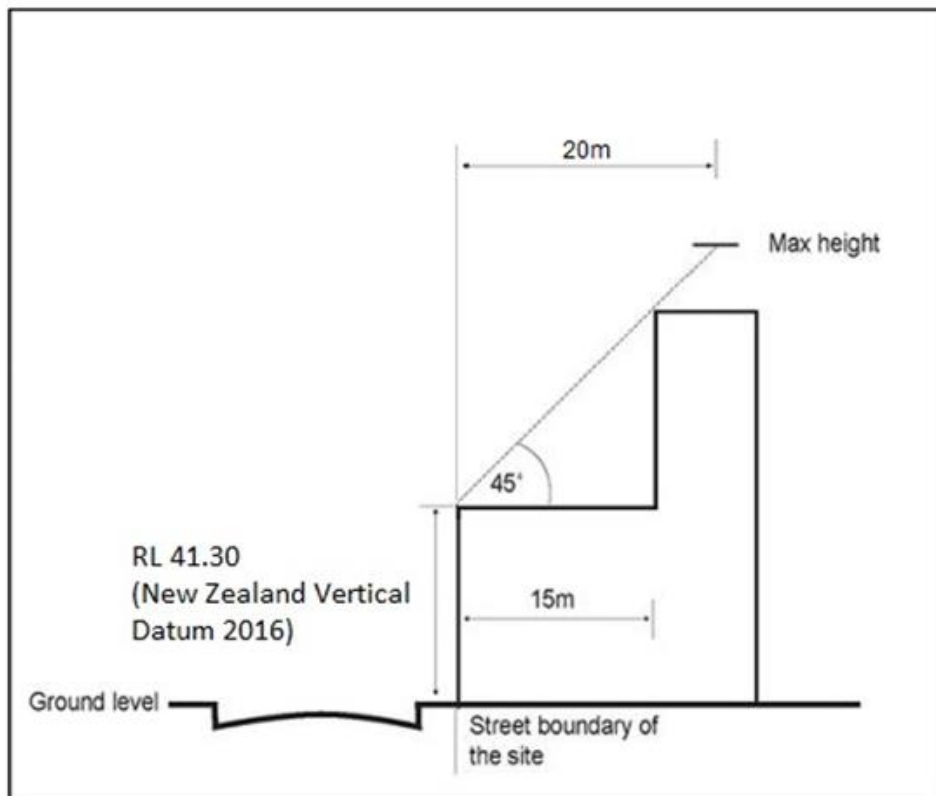 20m
Max height
45°
RL 41.30
(New Zealand Vertical
Datum 2016)
15m
Ground level
Street boundary of
the site